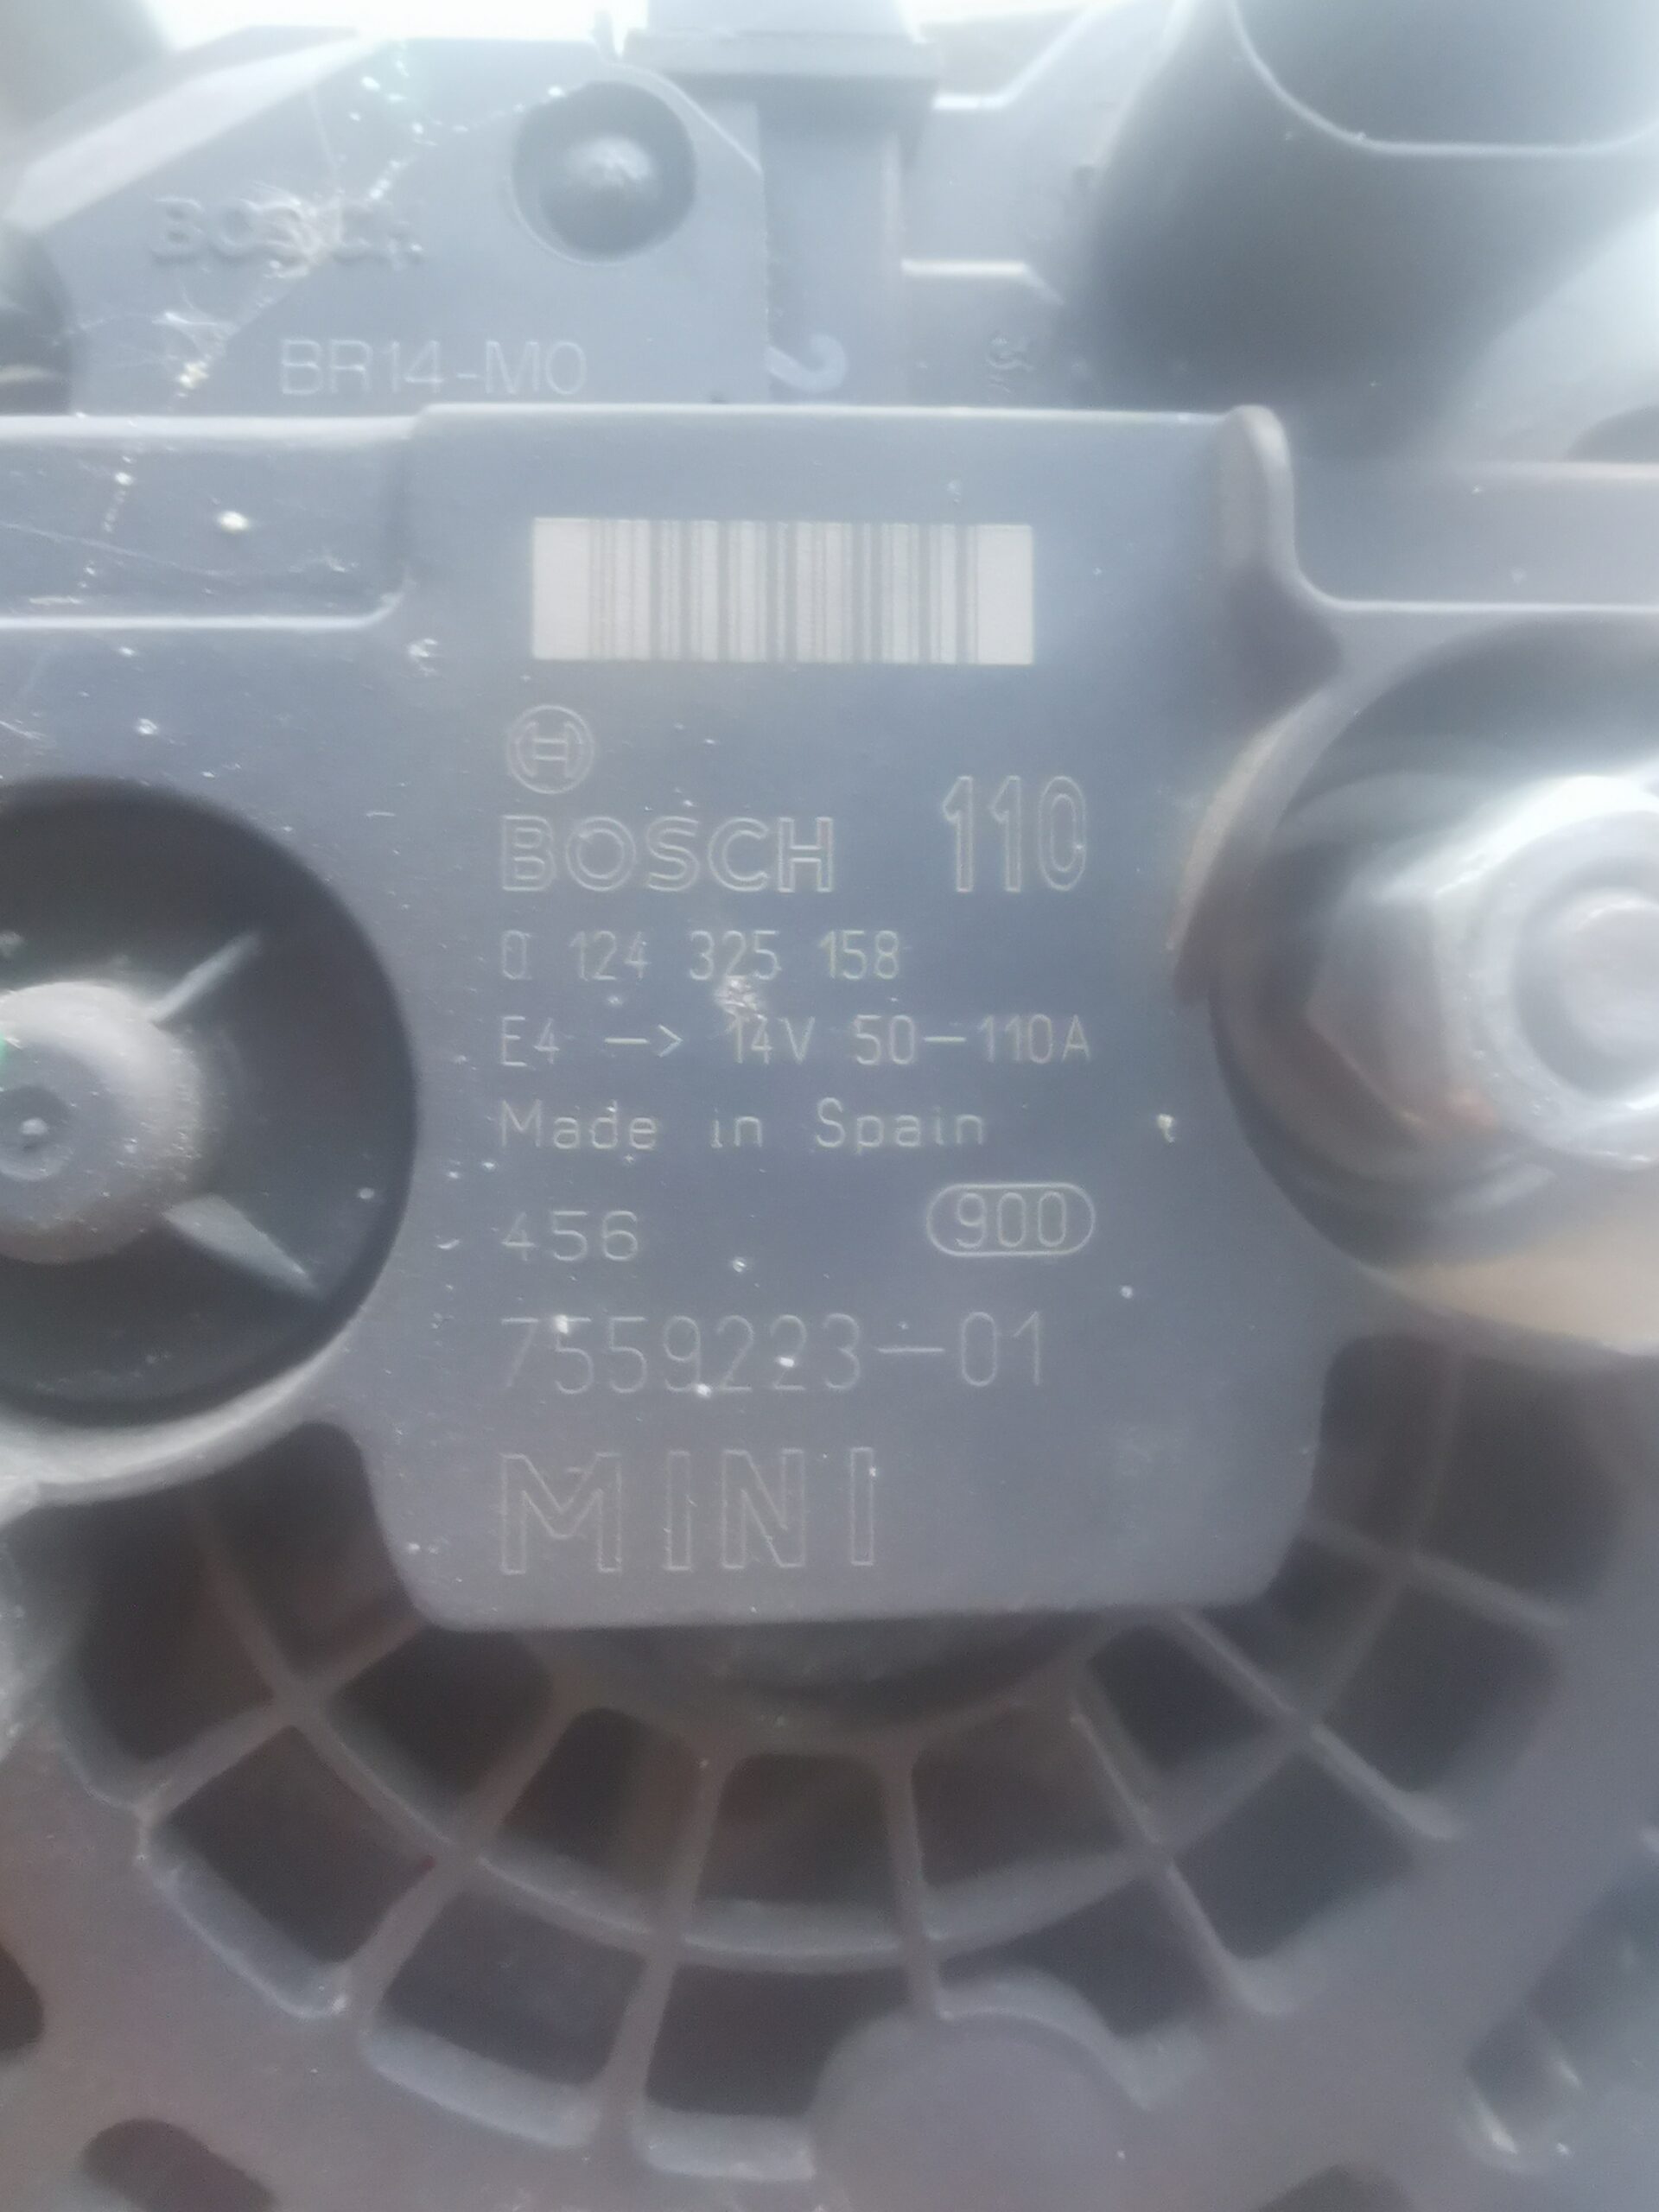 BOSCH
BR14-M0
BOSCH 110
0 124 325 158
E4 -> 14V 50-110A
Made in Spain
456 900
7559223-01
MINI